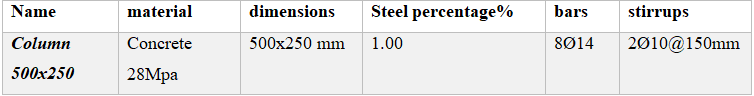 Name material dimensions Steel percentage% bars stirrups
Column Concrete 500x250 mm 1.00 8Ø14 2Ø10@150mm
500x250 28Mpa